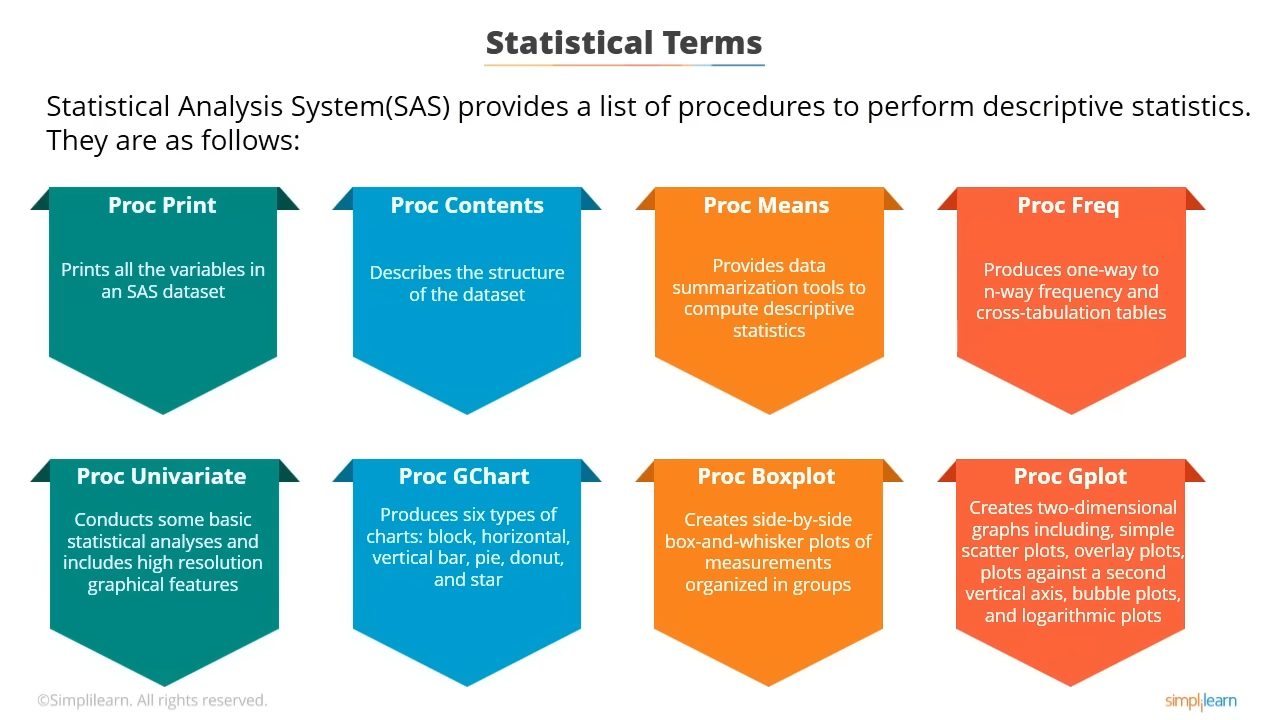 Statistical Terms
Statistical Analysis System(SAS) provides a list of procedures to perform descriptive statistics.
They are as follows:
Proc Print
Prints all the variables in
an SAS dataset
Proc Contents
Describes the structure
of the dataset
Proc Means
Provides data
summarization tools to
compute descriptive
statistics
Proc Freq
Produces one-way to
n-way frequency and
cross-tabulation tables
Proc Univariate
Conducts some basic
statistical analyses and
includes high resolution
graphical features
Proc GChart
Produces six types of
charts: block, horizontal,
vertical bar, pie, donut,
and star
Proc Boxplot
Creates side-by-side
box-and-whisker plots of
measurements
organized in groups
Proc Gplot
Creates two-dimensional
graphs including, simple
scatter plots, overlay plots,
plots against a second
vertical axis, bubble plots,
and logarithmic plots
©Simplilearn. All rights reserved.
simplilearn